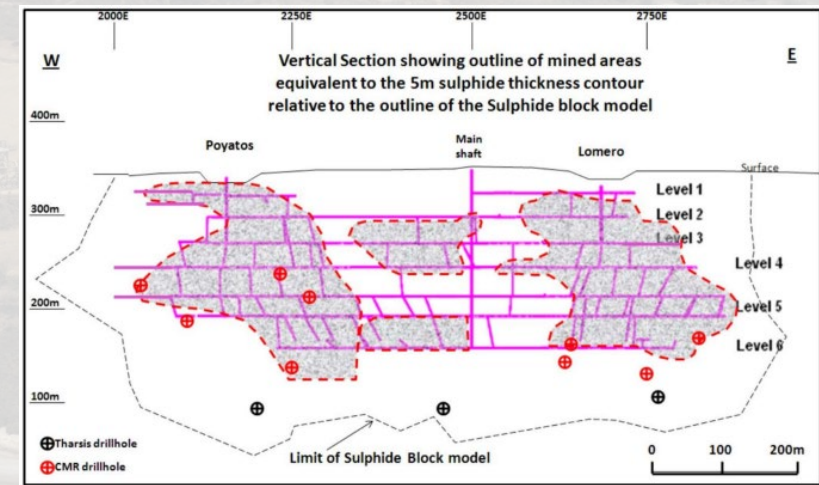 2000E 2250E 2500E 2750E
W E
Vertical Section showing outline of mined areas
equivalent to the 5m sulphide thickness contour
relative to the outline of the Sulphide block model
400m
Poyatos
Main
shaft
Lomero
Surface
Level 1
300m
Level 2
Level 3
Level 4
200m
Level 5
Level 6
100m
Tharsis drillhole
CMR drillhole
Limit of Sulphide Block model
0 100 200m